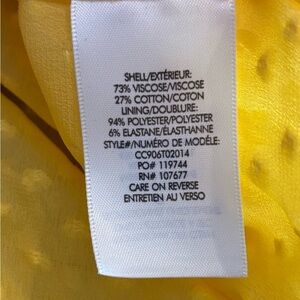 SHELL/EXTÉRIEUR:
73% VISCOSE/VISCOSE
27% COTTON/COTON
LINING/DOUBLURE:
94% POLYESTER/POLYESTER
6% ELASTANE/ÉLASTHANNE
STYLE#/NUMÉRO DE MODÈLE:
CC906T02014
PO# 119744
RN# 107677
CARE ON REVERSE
ENTRETIEN AU VERSO